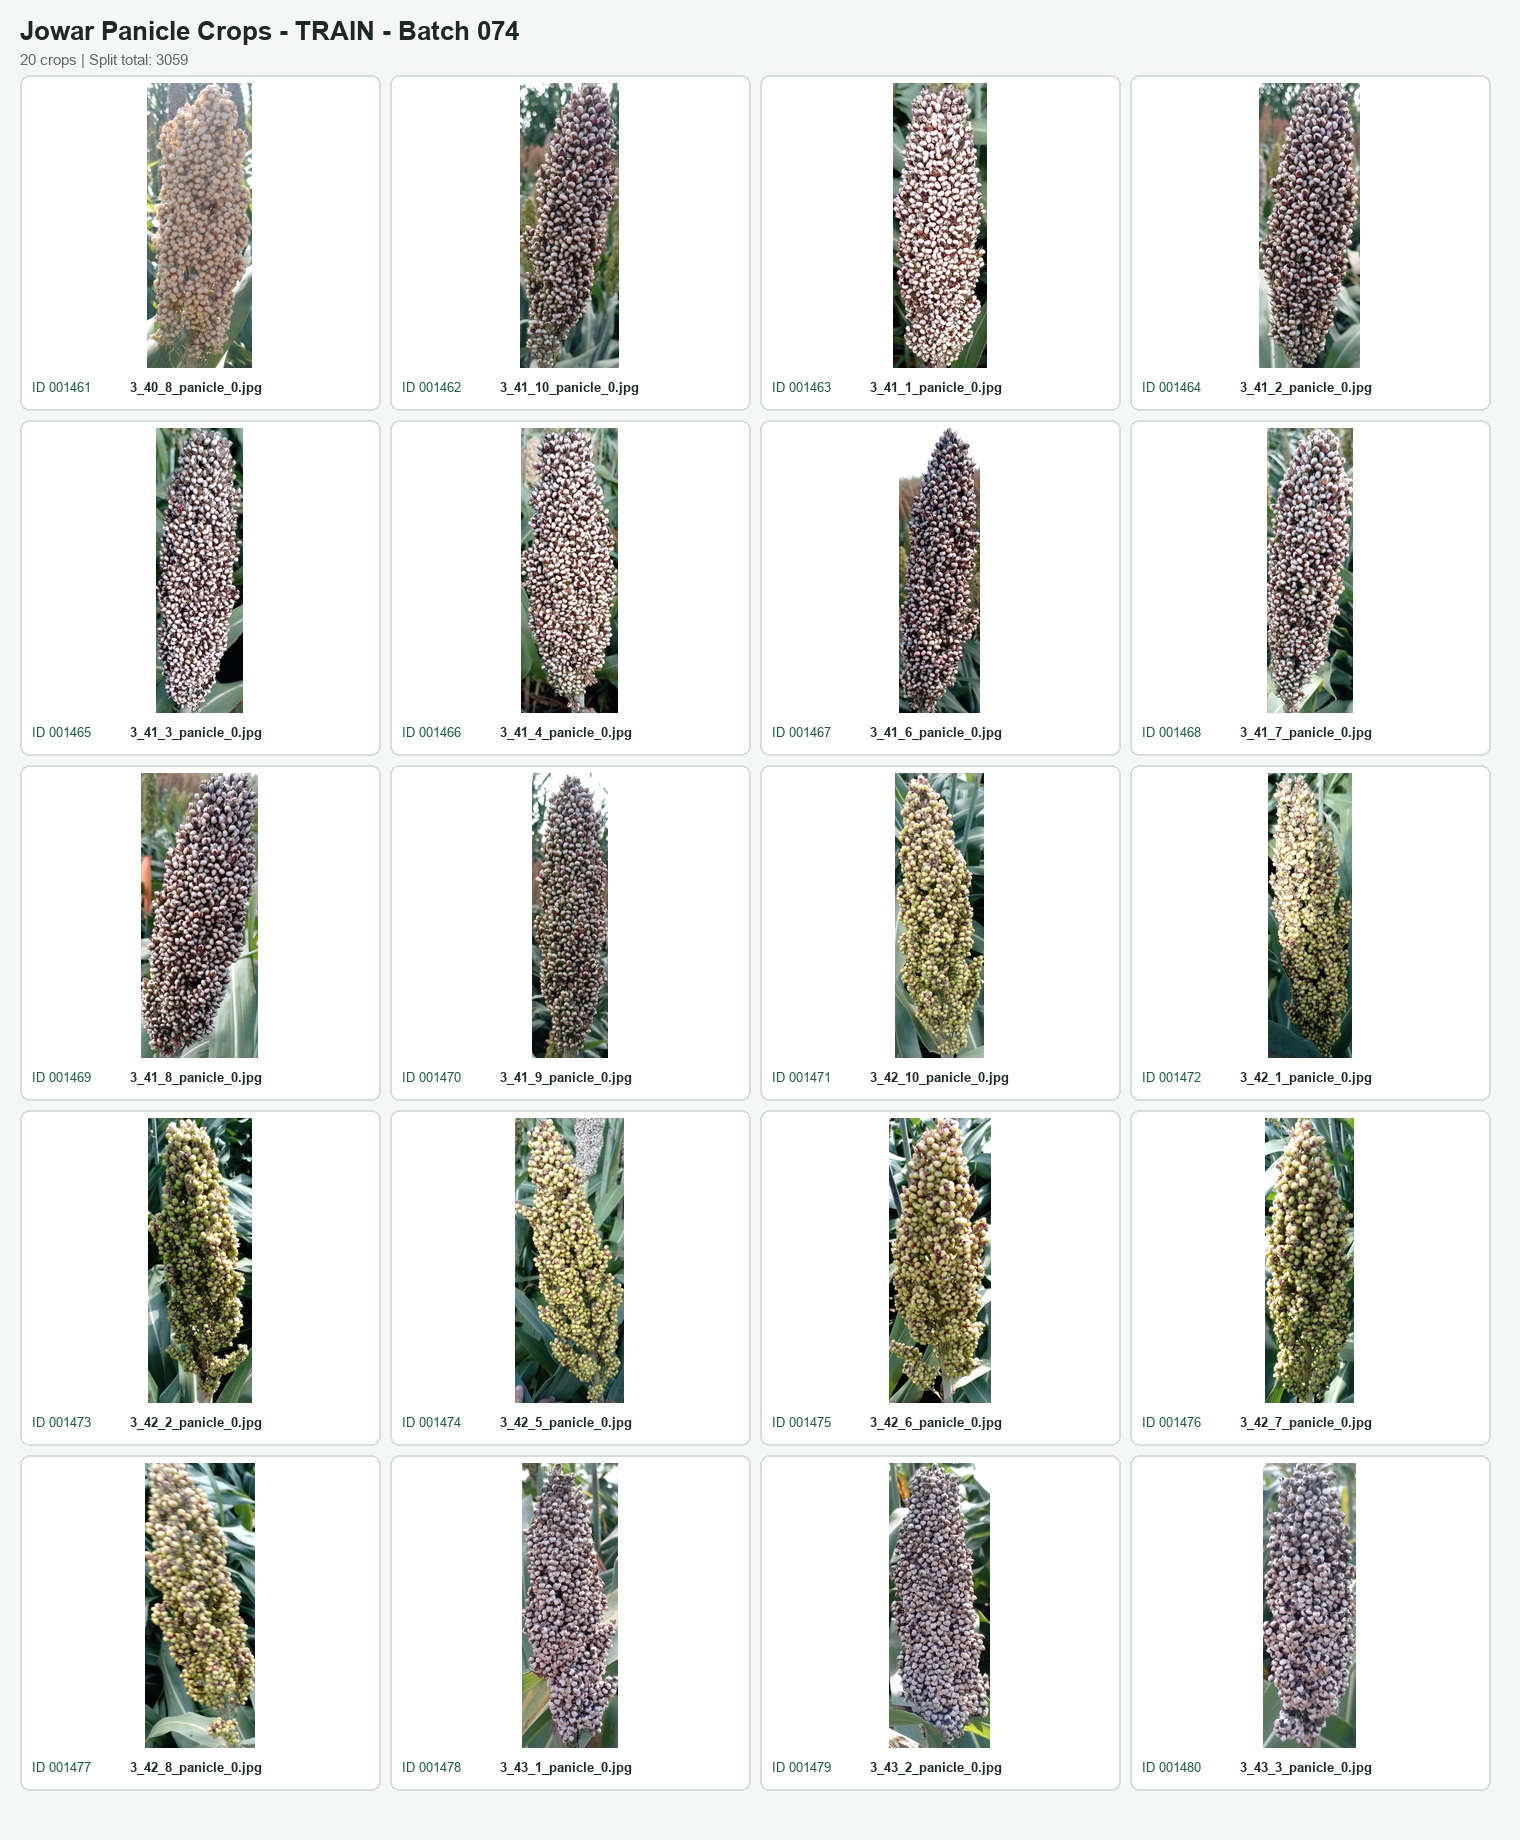 Jowar Panicle Crops - TRAIN - Batch 074
20 crops | Split total: 3059
ID 001461 3_40_8_panicle_0.jpg
ID 001462 3_41_10_panicle_0.jpg
ID 001463 3_41_1_panicle_0.jpg
ID 001464 3_41_2_panicle_0.jpg
ID 001465 3_41_3_panicle_0.jpg
ID 001466 3_41_4_panicle_0.jpg
ID 001467 3_41_6_panicle_0.jpg
ID 001468 3_41_7_panicle_0.jpg
ID 001469 3_41_8_panicle_0.jpg
ID 001470 3_41_9_panicle_0.jpg
ID 001471 3_42_10_panicle_0.jpg
ID 001472 3_42_1_panicle_0.jpg
ID 001473 3_42_2_panicle_0.jpg
ID 001474 3_42_5_panicle_0.jpg
ID 001475 3_42_6_panicle_0.jpg
ID 001476 3_42_7_panicle_0.jpg
ID 001477 3_42_8_panicle_0.jpg
ID 001478 3_43_1_panicle_0.jpg
ID 001479 3_43_2_panicle_0.jpg
ID 001480 3_43_3_panicle_0.jpg